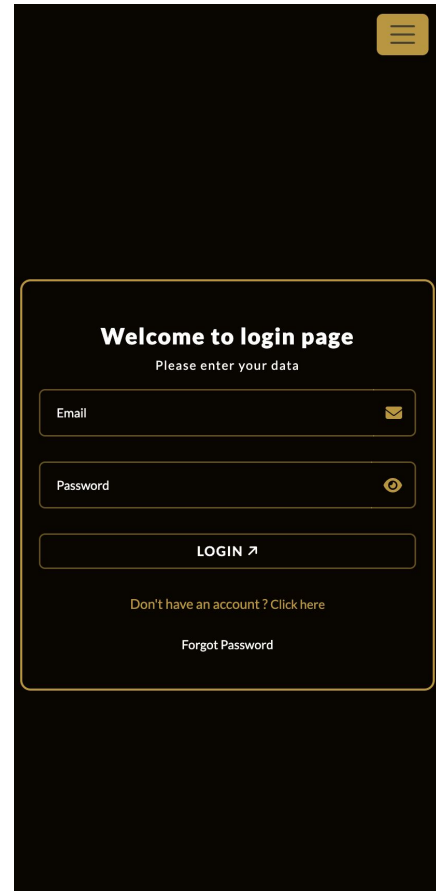 Welcome to login page
Please enter your data
Email
Password
LOGIN ↗
Don't have an account ? Click here
Forgot Password